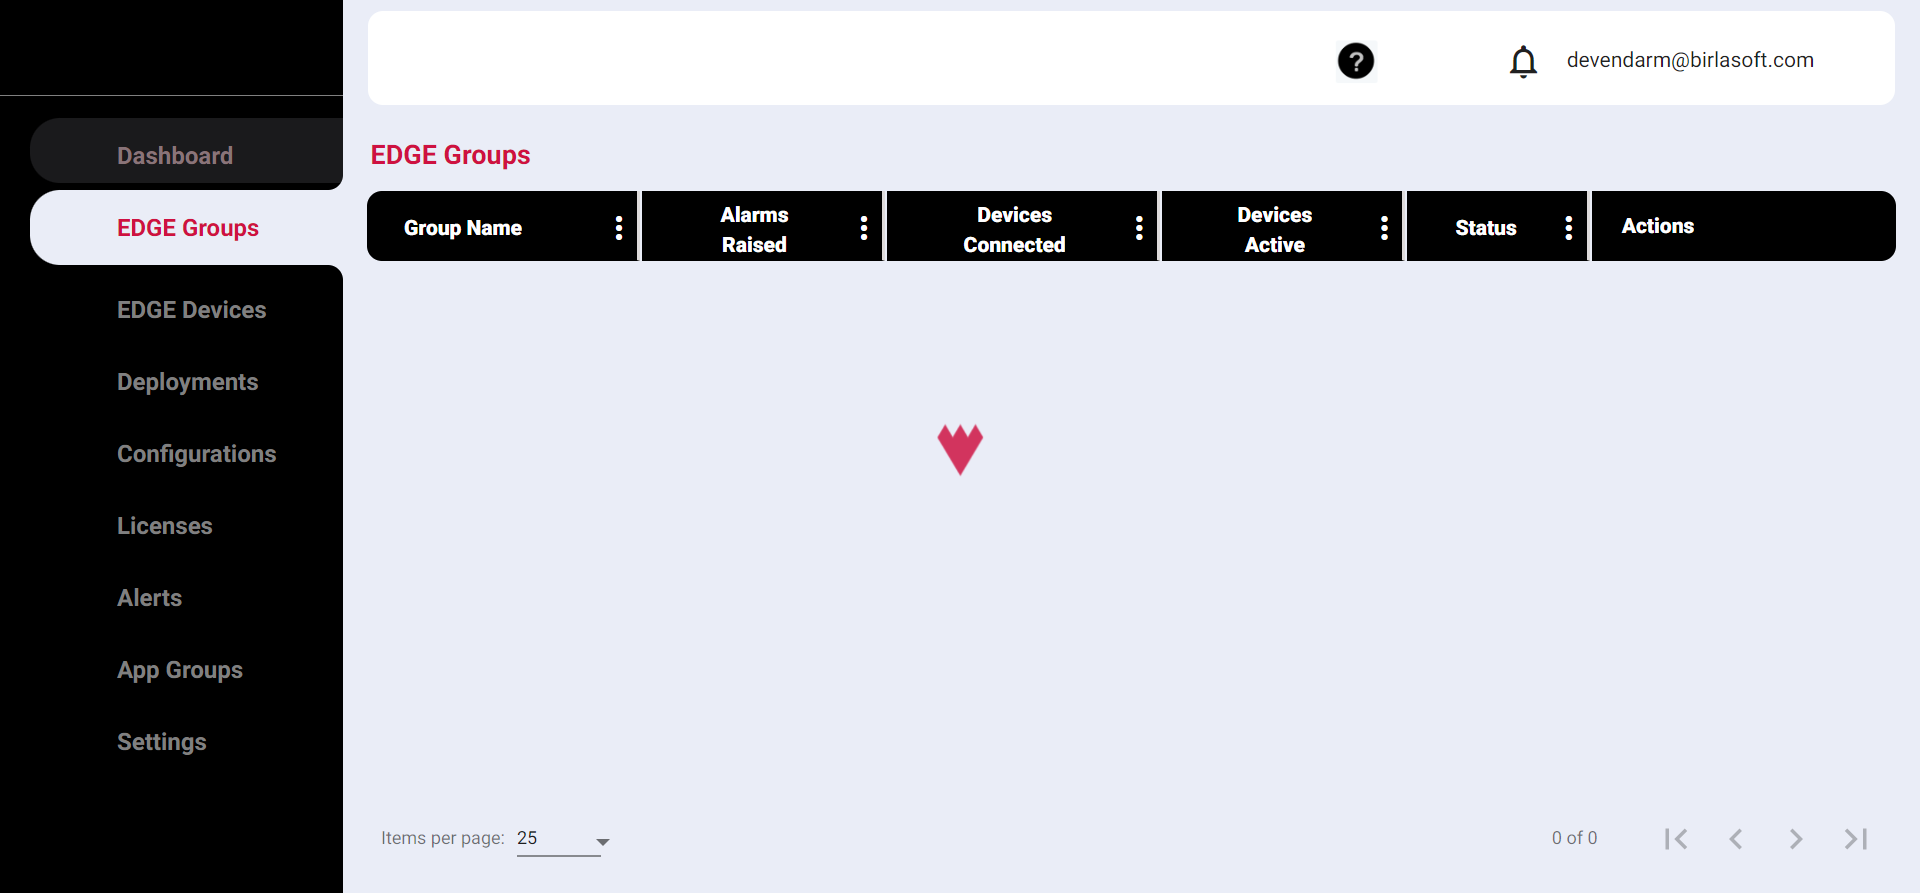 devendarm@birlasoft.com
Dashboard
EDGE Groups
EDGE Devices
Deployments
Configurations
Licenses
Alerts
App Groups
Settings
EDGE Groups
Group Name
Alarms
Raised
Devices
Connected
Devices
Active
Status
Actions
Items per page: 25
0 of 0